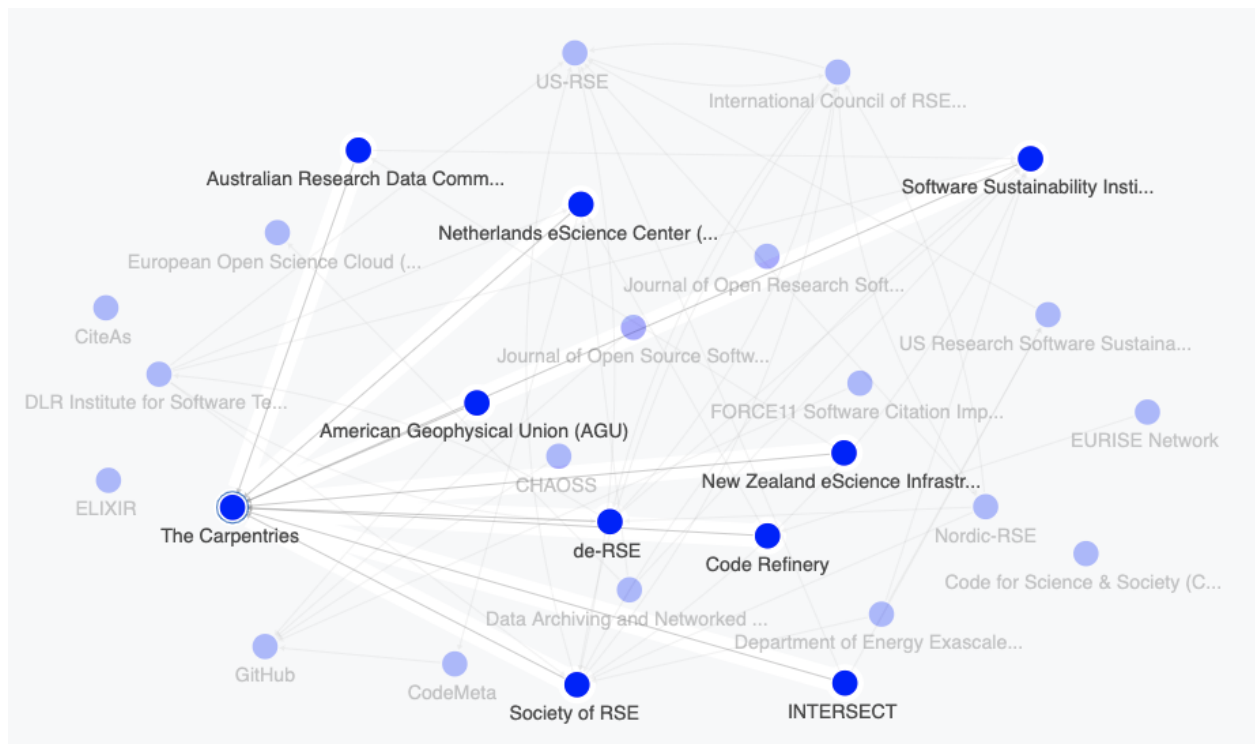 US-RSE
International Council of RSE...
Australian Research Data Comm...
Software Sustainability Insti...
Netherlands eScience Center (...
European Open Science Cloud (...
Journal of Open Research Soft...
CiteAs
US Research Software Sustaina...
Journal of Open Source Softw...
DLR Institute for Software Te...
FORCE11 Software Citation Imp...
American Geophysical Union (AGU)
EURISE Network
New Zealand eScience Infrastr...
CHAOSS
ELIXIR
The Carpentries
Nordic-RSE
de-RSE
Code Refinery
Code for Science & Society (C...
Data Archiving and Networked ...
Department of Energy Exascale...
GitHub
CodeMeta
Society of RSE
INTERSECT